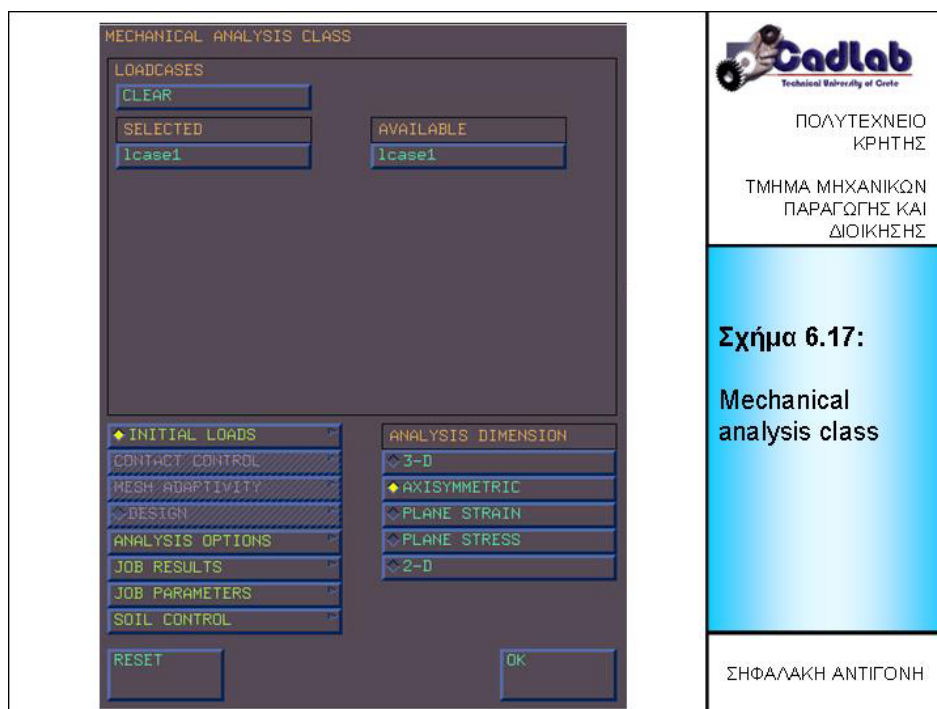 MECHANICAL ANALYSIS CLASS
LOADCASES
CLEAR
SELECTED
AVAILABLE
lcase1
lcase1
INITIAL LOADS
CONTACT CONTROL
MESH ADAPTIVITY
DESIGN
ANALYSIS OPTIONS
JOB RESULTS
JOB PARAMETERS
SOIL CONTROL
ANALYSIS DIMENSION
3-D
AXISYMMETRIC
PLANE STRAIN
PLANE STRESS
2-D
RESET
OK
CadLab
Technical University of Crete
ΠΟΛΥΤΕΧΝΕΙΟ
ΚΡΗΤΗΣ
ΤΜΗΜΑ ΜΗΧΑΝΙΚΩΝ
ΠΑΡΑΓΩΓΗΣ ΚΑΙ
ΔΙΟΙΚΗΣΗΣ
Σχήμα 6.17:
Mechanical
analysis class
ΣΗΦΑΛΑΚΗ ΑΝΤΙΓΟΝΗ